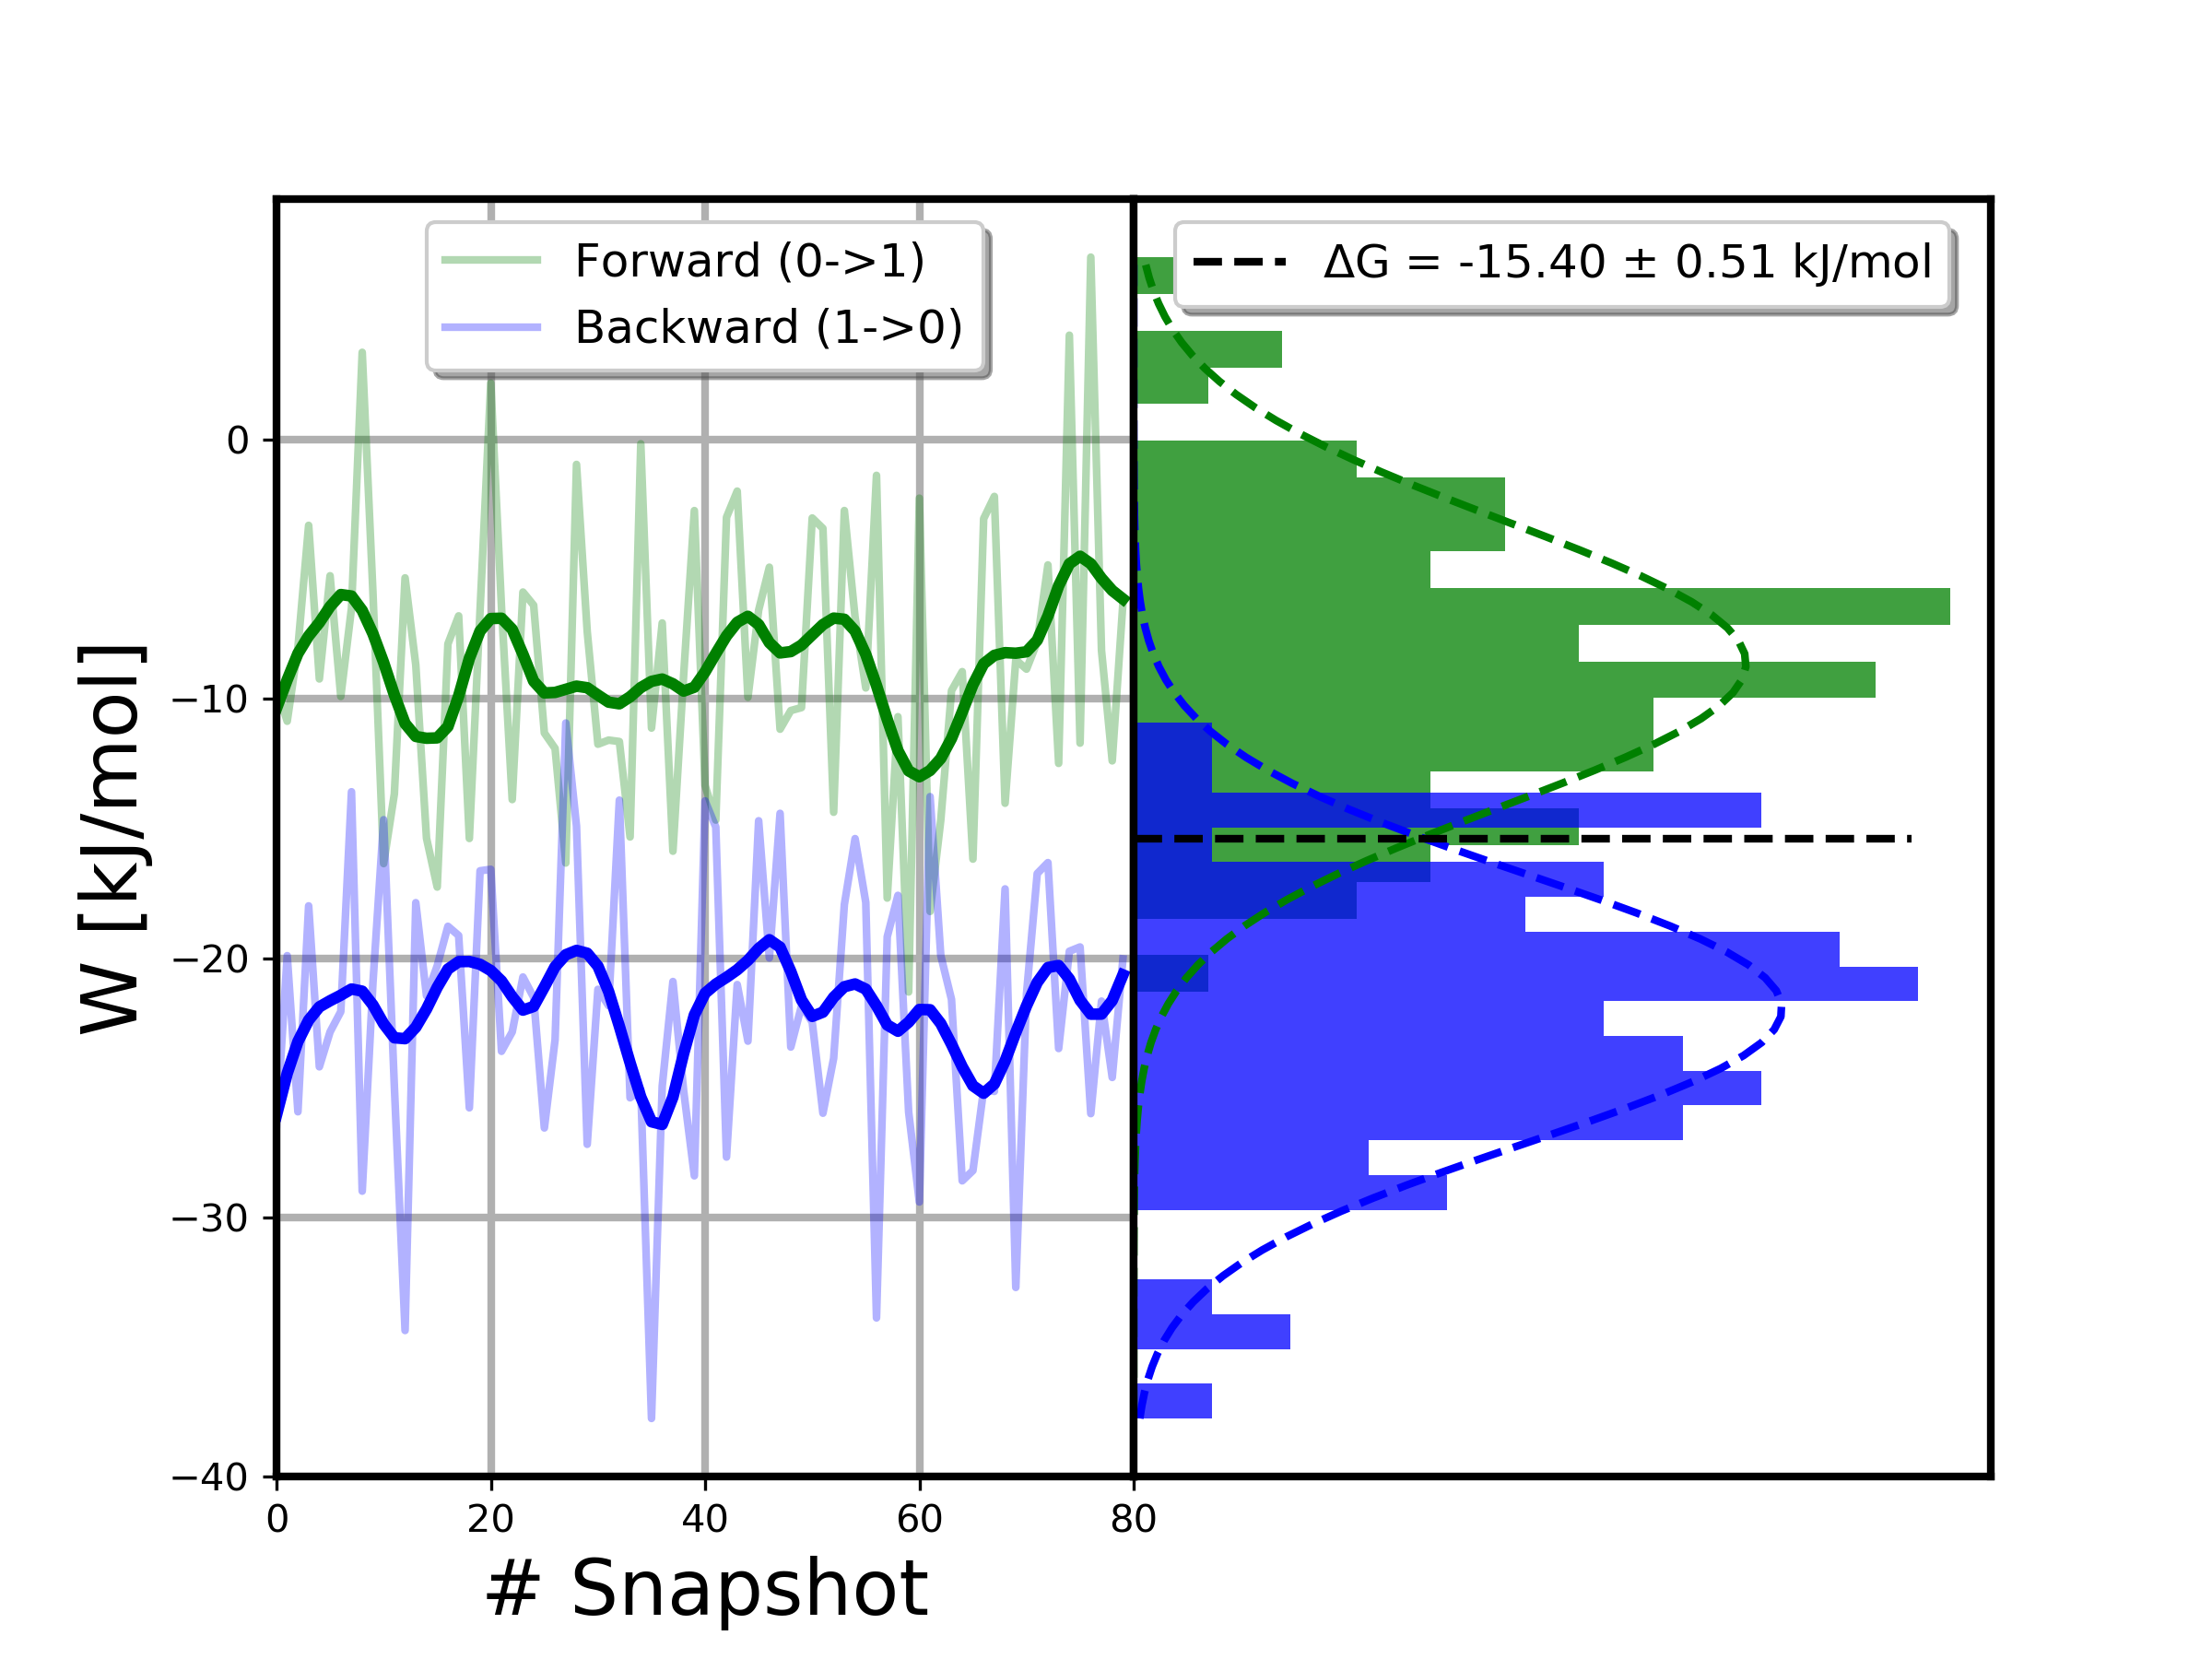 Forward (0->1)
Backward (1->0)
ΔG = -15.40 ± 0.51 kJ/mol
W [kJ/mol]
0
−10
−20
−30
−40
0 20 40 60 80
# Snapshot